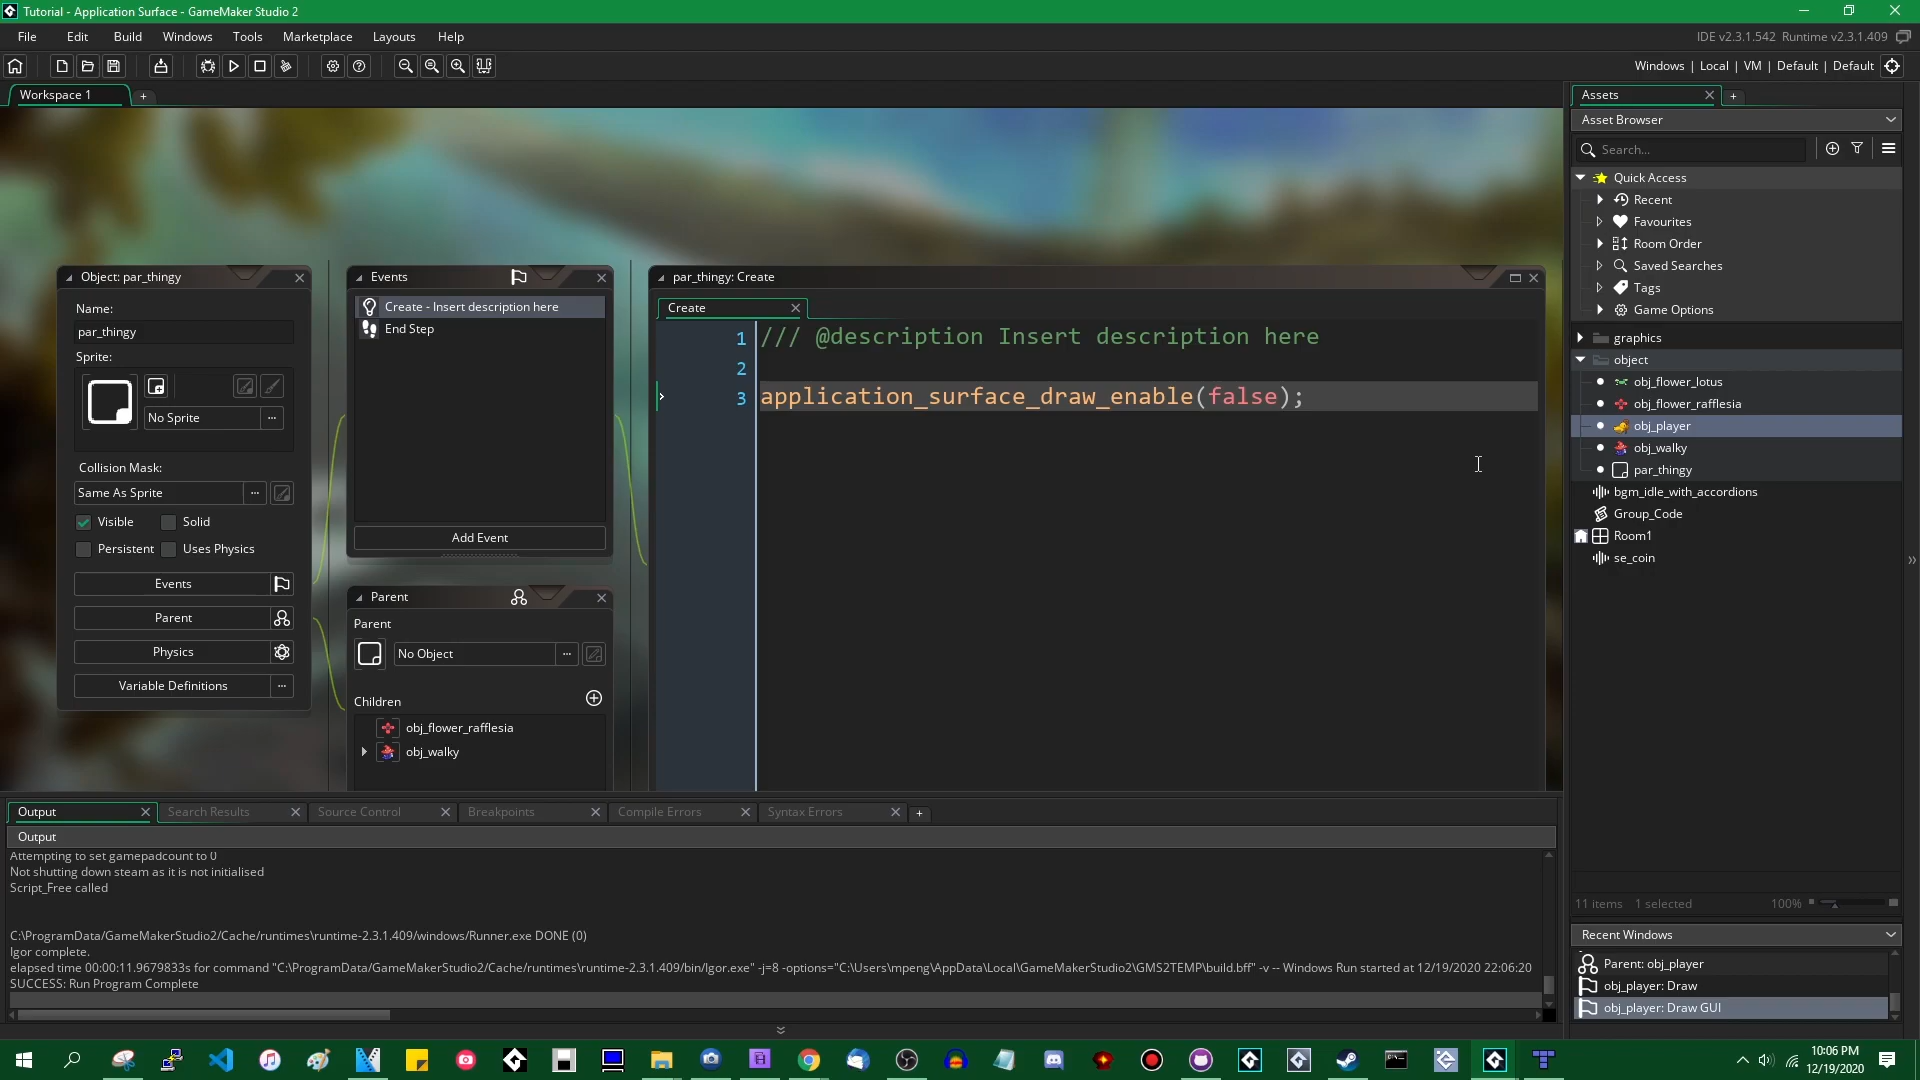 Tutorial - Application Surface - GameMaker Studio 2
File Edit Build Windows Tools Marketplace Layouts Help
IDE v2.3.1.542 Runtime v2.3.1.409
Windows | Local | VM | Default | Default
Workspace 1
Assets
Asset Browser
Search...
Quick Access
Recent
Favourites
Room Order
Saved Searches
Tags
Game Options
graphics
object
obj_flower_lotus
obj_flower_rafflesia
obj_player
obj_walky
par_thingy
bgm_idle_with_accordions
Group_Code
Room1
se_coin
11 items 1 selected 100%
Recent Windows
Parent: obj_player
obj_player: Draw
obj_player: Draw GUI
Object: par_thingy
Name:
par_thingy
Sprite:
No Sprite
Collision Mask:
Same As Sprite
Visible Solid
Persistent Uses Physics
Events
Parent
Physics
Variable Definitions
Events
Create - Insert description here
End Step
Add Event
Parent
Parent
No Object
Children
obj_flower_rafflesia
obj_walky
par_thingy: Create
Create
1 /// @description Insert description here
2
3 application_surface_draw_enable(false);
Output Search Results Source Control Breakpoints Compile Errors Syntax Errors
Output
Attempting to set gamepadcount to 0
Not shutting down steam as it is not initialised
Script_Free called
C:\ProgramData/GameMakerStudio2/Cache/runtimes\runtime-2.3.1.409/windows/Runner.exe DONE (0)
Igor complete.
elapsed time 00:00:11.9679833s for command "C:\ProgramData/GameMakerStudio2/Cache/runtimes\runtime-2.3.1.409/bin/Igor.exe" -j=8 -options="C:\Users\mpeng\AppData\Local\GameMakerStudio2\GMS2TEMP\build.bff" -v -- Windows Run started at 12/19/2020 22:06:20
SUCCESS: Run Program Complete
10:06 PM
12/19/2020